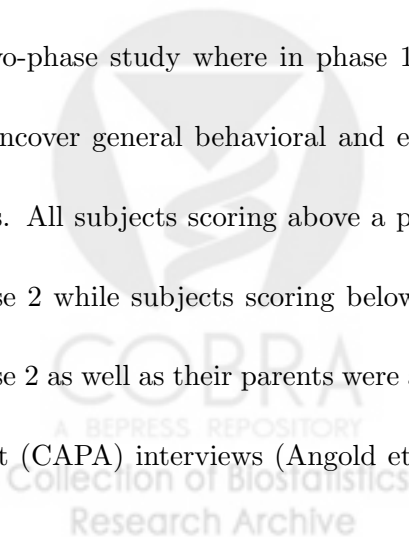 vo-phase study where in phase 1
ncover general behavioral and e
s. All subjects scoring above a p
se 2 while subjects scoring below
se 2 as well as their parents were
t (CAPA) interviews (Angold et
COBRA
A BEPRESS REPOSITORY
Collection of Biostatistics
Research Archive